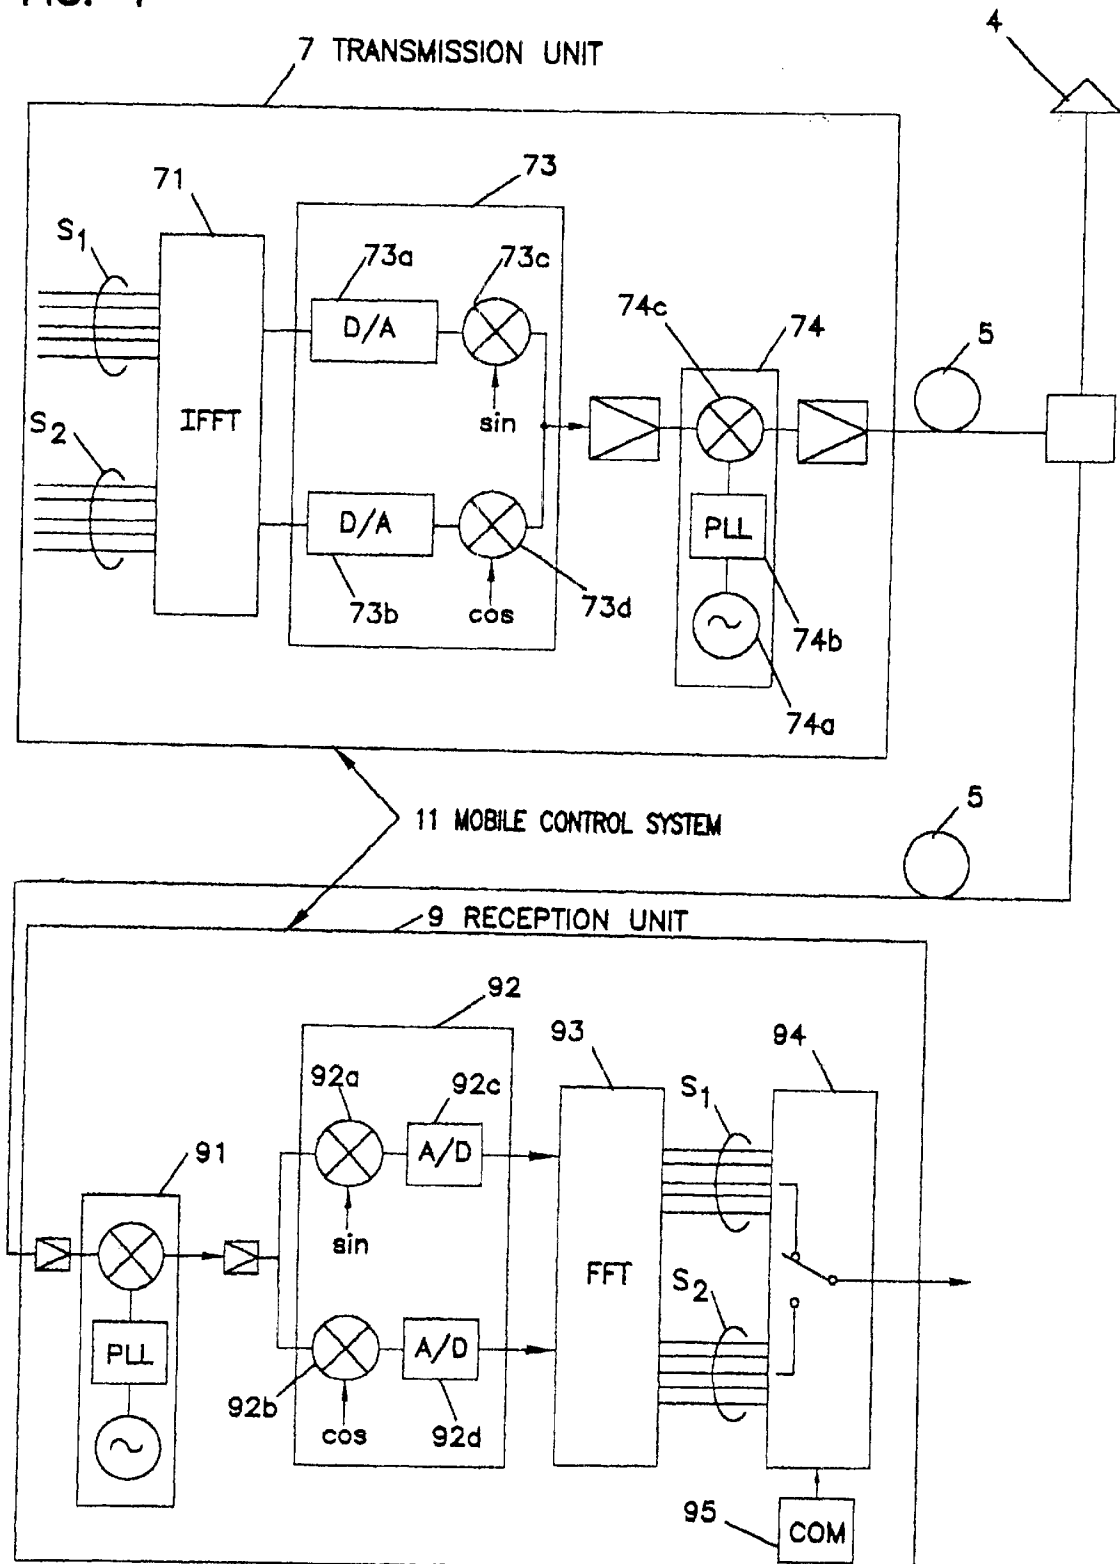 7 TRANSMISSION UNIT
4
71
73
S1
73a
73c
74c
74
5
D/A
sin
IFFT
S2
D/A
PLL
73b
cos
73d
74b
74a
11 MOBILE CONTROL SYSTEM
5
9 RECEPTION UNIT
92
93
94
92a
92c
S1
91
A/D
sin
FFT
S2
PLL
A/D
92b
cos
92d
95
COM